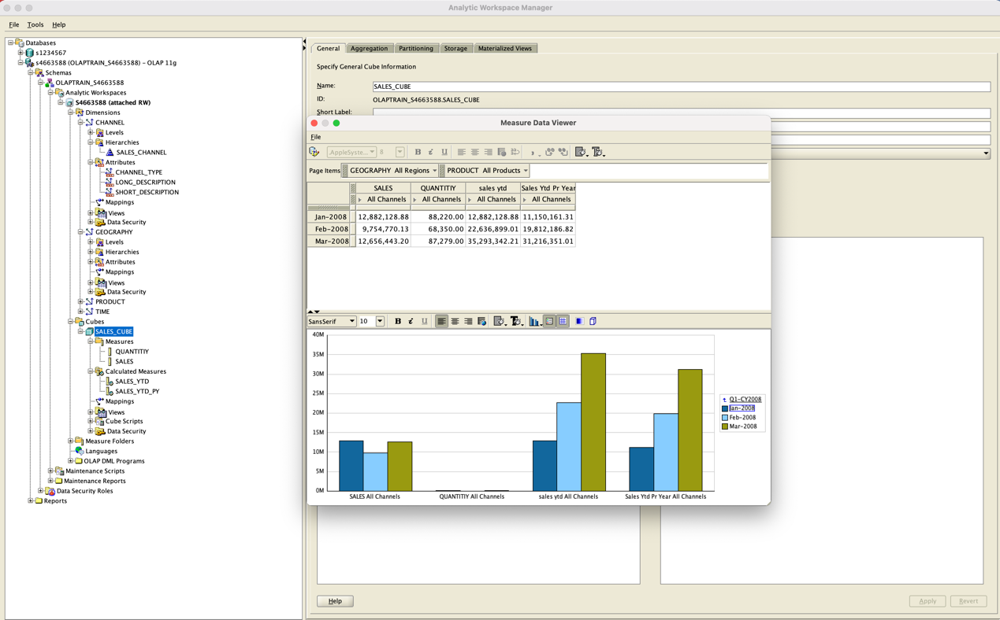 Analytic Workspace Manager
File Tools Help
Databases
s1234567
s4663588 (OLAPTRAIN_S4663588) - OLAP 11g
Schemas
OLAPTRAIN_S4663588
Analytic Workspaces
S4663588 (attached RW)
Dimensions
CHANNEL
Levels
Hierarchies
SALES_CHANNEL
Attributes
CHANNEL_TYPE
LONG_DESCRIPTION
SHORT_DESCRIPTION
Mappings
Views
Data Security
GEOGRAPHY
Levels
Hierarchies
Attributes
Mappings
Views
Data Security
PRODUCT
TIME
Cubes
SALES_CUBE
Measures
QUANTITIY
SALES
Calculated Measures
SALES_YTD
SALES_YTD_PY
Mappings
Views
Cube Scripts
Data Security
Measure Folders
Languages
OLAP DML Programs
Maintenance Scripts
Maintenance Reports
Data Security Roles
Reports
General Aggregation Partitioning Storage Materialized Views
Specify General Cube Information
Name: SALES_CUBE
ID: OLAPTRAIN_S4663588.SALES_CUBE
Short Label:
Measure Data Viewer
File
.AppleSyste... 8 B i U
Page Items GEOGRAPHY All Regions PRODUCT All Products
SALES QUANTITIY sales ytd Sales Ytd Pr Year
All Channels All Channels All Channels All Channels
Jan-2008 12,882,128.88 88,220.00 12,882,128.88 11,150,161.31
Feb-2008 9,754,770.13 68,350.00 22,636,899.01 19,812,186.82
Mar-2008 12,656,443.20 87,279.00 35,293,342.21 31,216,351.01
SansSerif 10 B i U
40M
35M
30M
25M
20M
15M
10M
5M
0M
SALES All Channels QUANTITIY All Channels sales ytd All Channels Sales Ytd Pr Year All Channels
Q1-CY2008
Jan-2008
Feb-2008
Mar-2008
Help Apply Revert